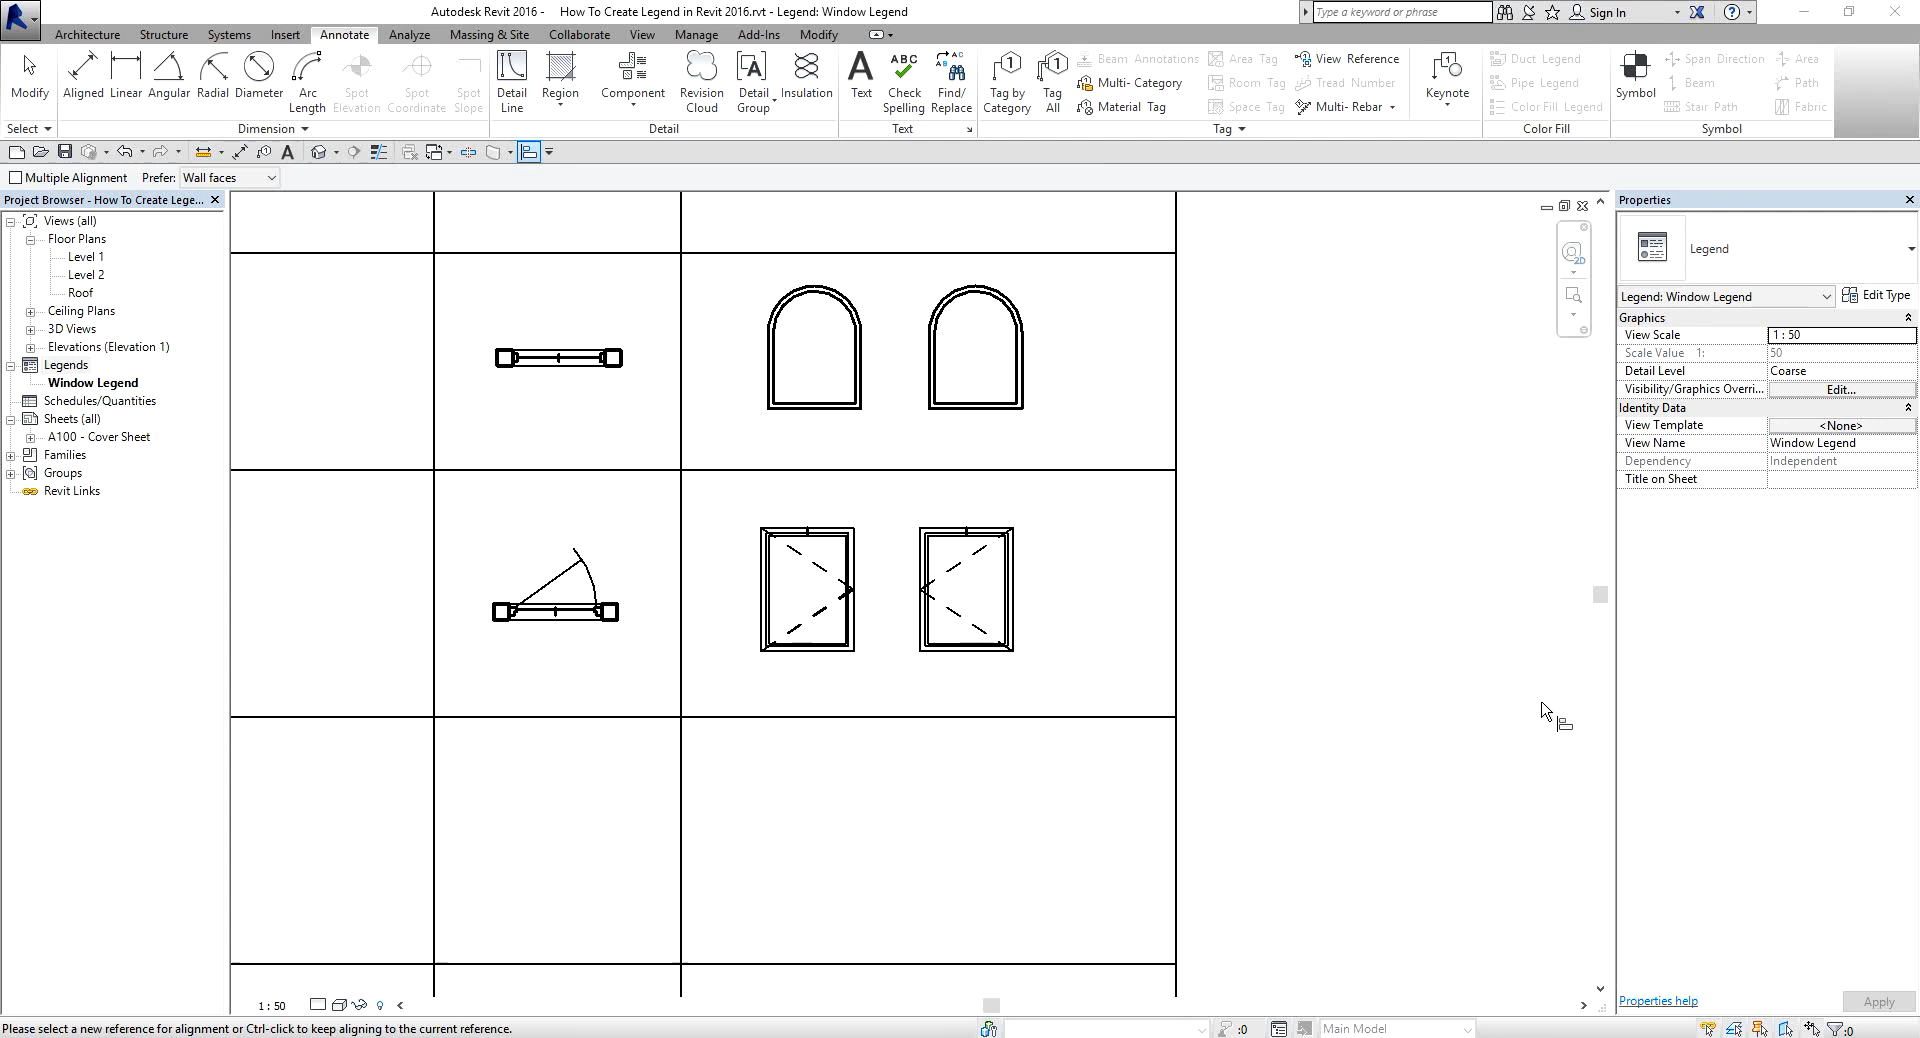 Autodesk Revit 2016 - How To Create Legend in Revit 2016.rvt - Legend: Window Legend
Type a keyword or phrase
Sign In
Architecture Structure Systems Insert Annotate Analyze Massing & Site Collaborate View Manage Add-Ins Modify
Modify
Aligned Linear Angular Radial Diameter Arc Length Spot Elevation Spot Coordinate Spot Slope
Detail Line Region Component Revision Cloud Detail Group Insulation
Text Check Spelling Find/ Replace
ABC
Tag by Category Tag All
Beam Annotations Area Tag View Reference
Multi- Category Room Tag Tread Number
Material Tag Space Tag Multi- Rebar
Keynote
Duct Legend
Pipe Legend
Color Fill Legend
Symbol
Span Direction Area
Beam Path
Stair Path Fabric
Select Dimension Detail Text Tag Color Fill Symbol
Multiple Alignment Prefer: Wall faces
Project Browser - How To Create Lege...
Views (all)
Floor Plans
Level 1
Level 2
Roof
Ceiling Plans
3D Views
Elevations (Elevation 1)
Legends
Window Legend
Schedules/Quantities
Sheets (all)
A100 - Cover Sheet
Families
Groups
Revit Links
2D
Properties
Legend
Legend: Window Legend Edit Type
Graphics
View Scale 1 : 50
Scale Value 1: 50
Detail Level Coarse
Visibility/Graphics Overri... Edit...
Identity Data
View Template <None>
View Name Window Legend
Dependency Independent
Title on Sheet
Properties help Apply
1 : 50
Please select a new reference for alignment or Ctrl-click to keep aligning to the current reference.
:0
Main Model
:0